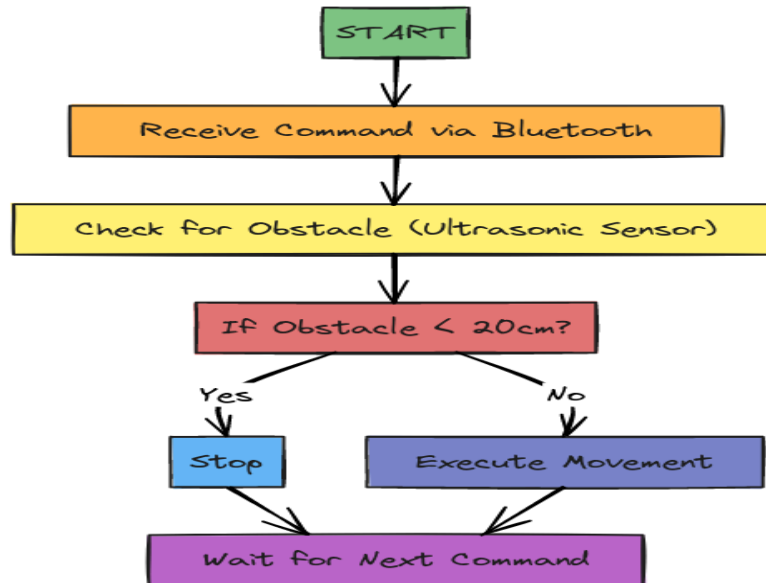 START
Receive Command via Bluetooth
Check for Obstacle (Ultrasonic Sensor)
If Obstacle < 20cm?
Yes
No
Stop
Execute Movement
Wait for Next Command